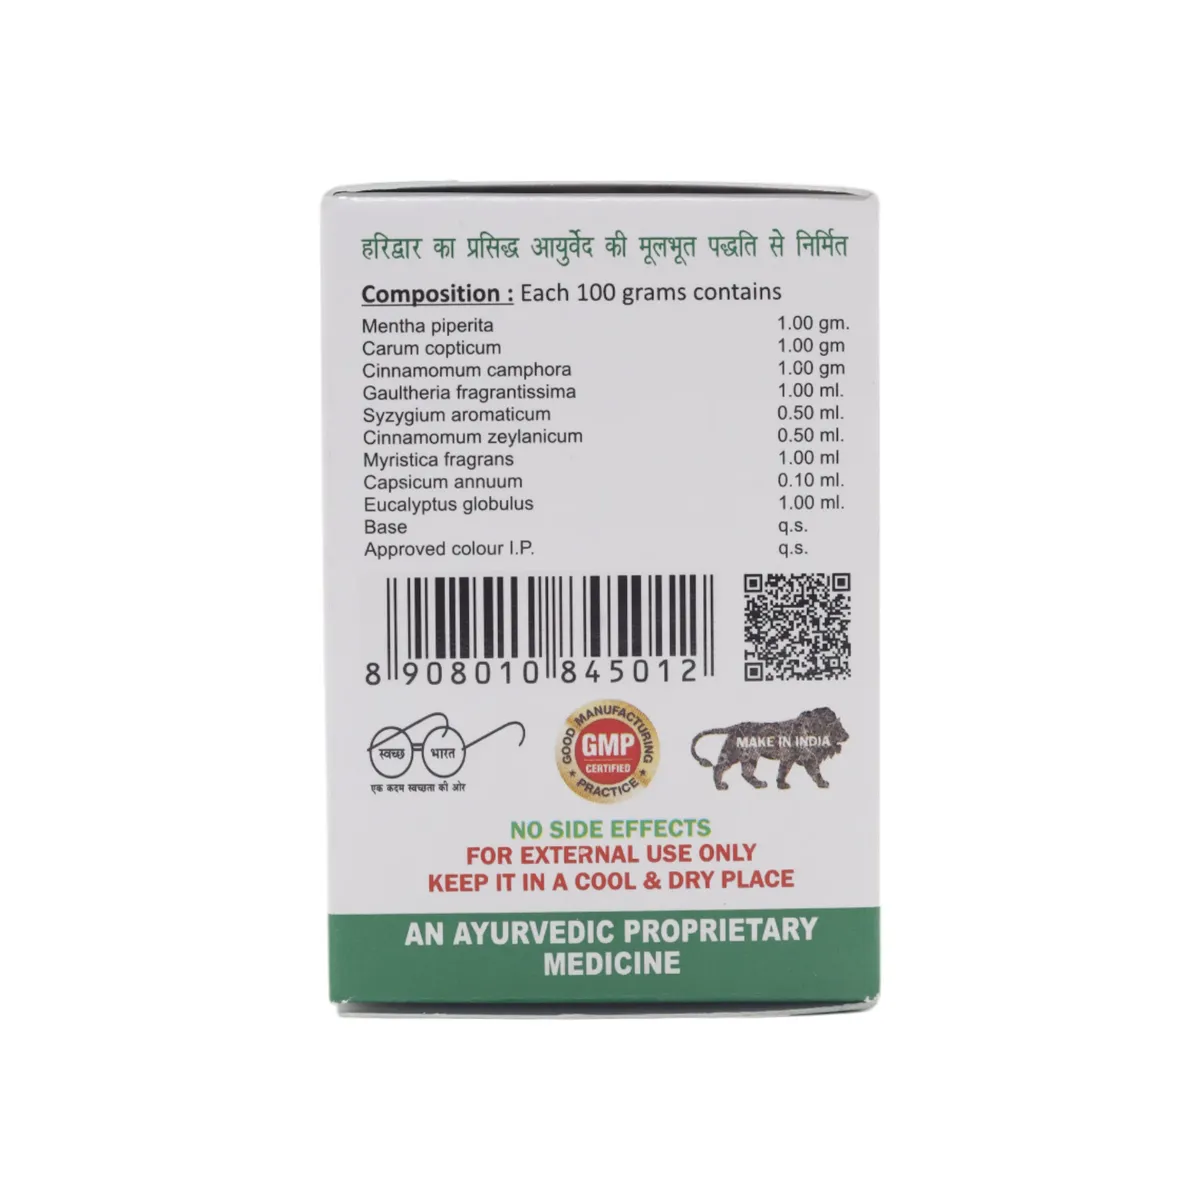 हरिद्वार का प्रसिद्ध आयुर्वेद की मूलभूत पद्धति से निर्मित
Composition : Each 100 grams contains
Mentha piperita 1.00 gm.
Carum copticum 1.00 gm
Cinnamomum camphora 1.00 gm
Gaultheria fragrantissima 1.00 ml.
Syzygium aromaticum 0.50 ml.
Cinnamomum zeylanicum 0.50 ml.
Myristica fragrans 1.00 ml
Capsicum annuum 0.10 ml.
Eucalyptus globulus 1.00 ml.
Base q.s.
Approved colour I.P. q.s.
8 908010 845012
स्वच्छ भारत
एक कदम स्वच्छता की ओर
GOOD MANUFACTURING
GMP
CERTIFIED
PRACTICE
MAKE IN INDIA
NO SIDE EFFECTS
FOR EXTERNAL USE ONLY
KEEP IT IN A COOL & DRY PLACE
AN AYURVEDIC PROPRIETARY
MEDICINE